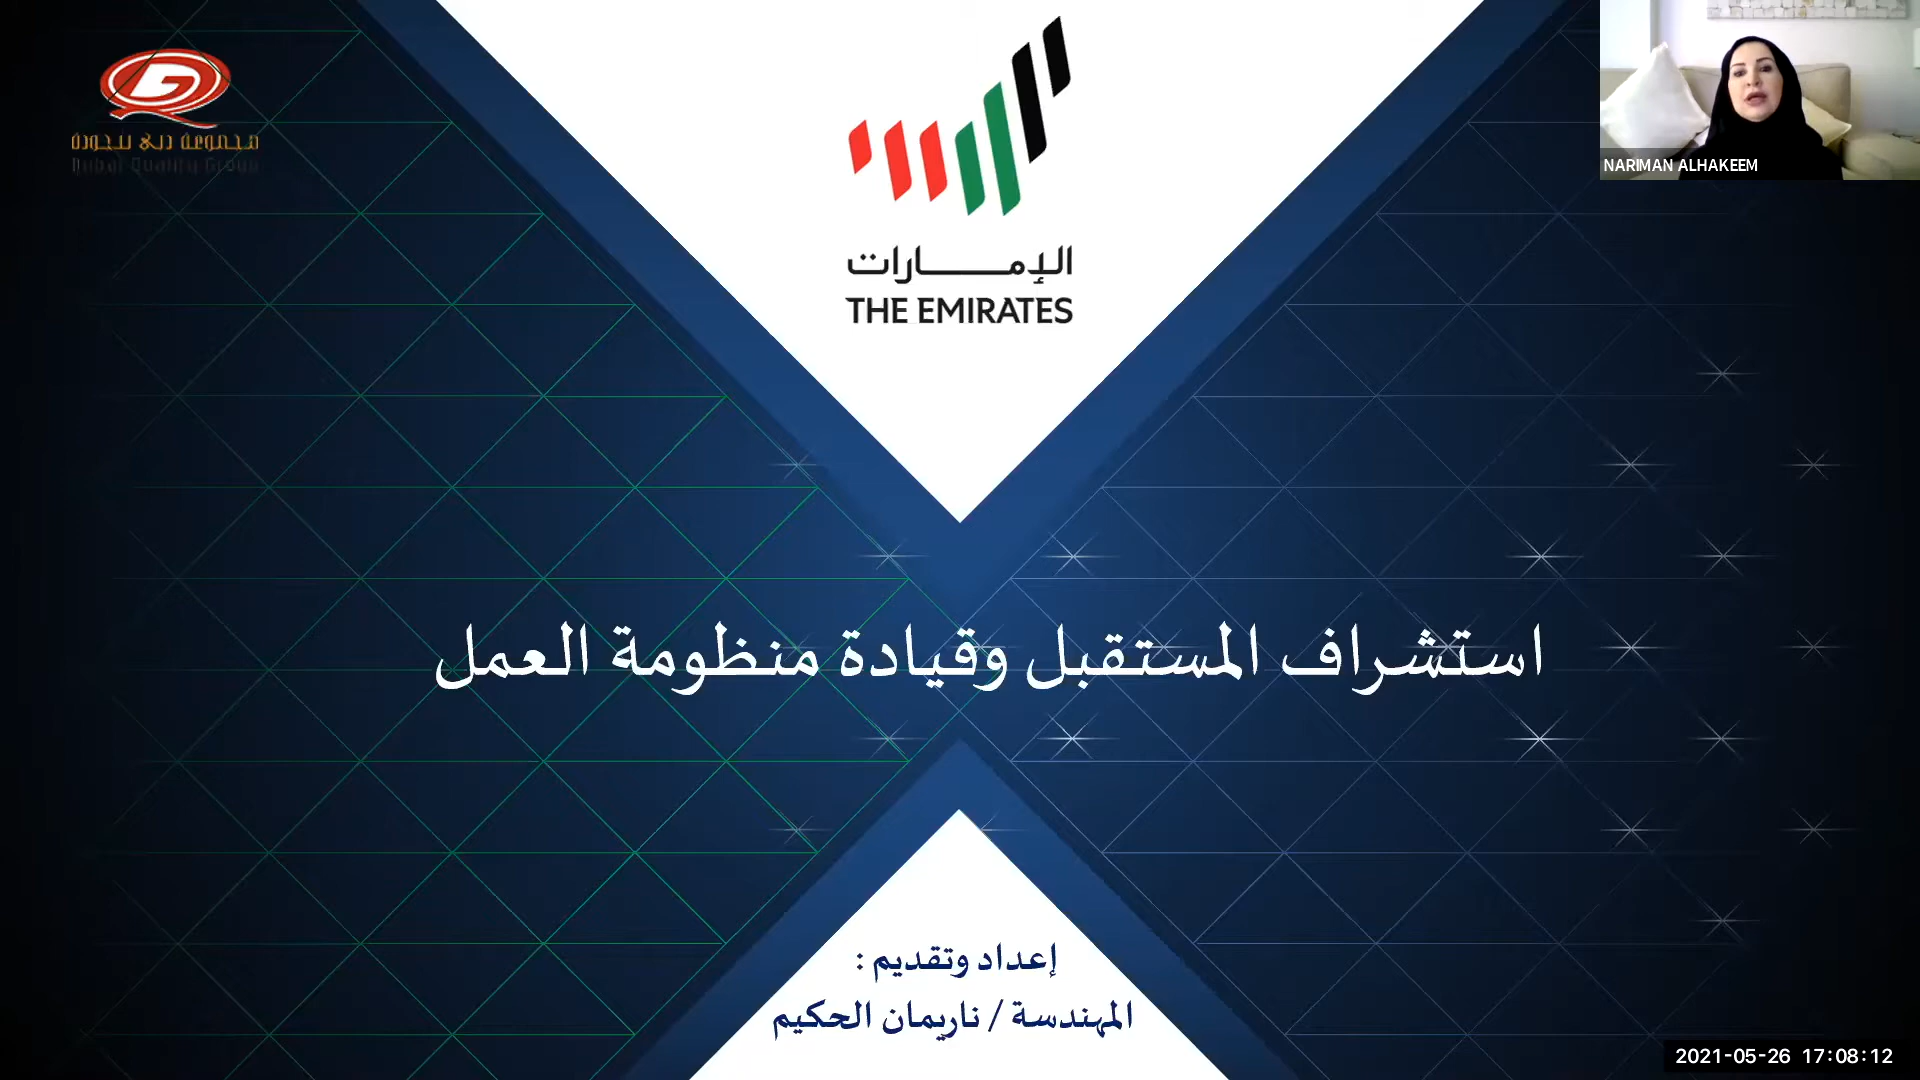 مجموعة دبي للجودة
Dubai Quality Group
NARIMAN ALHAKEEM
الإمارات
THE EMIRATES
استشراف المستقبل وقيادة منظومة العمل
إعداد وتقديم :
المهندسة / ناريمان الحكيم
2021-05-26 17:08:12